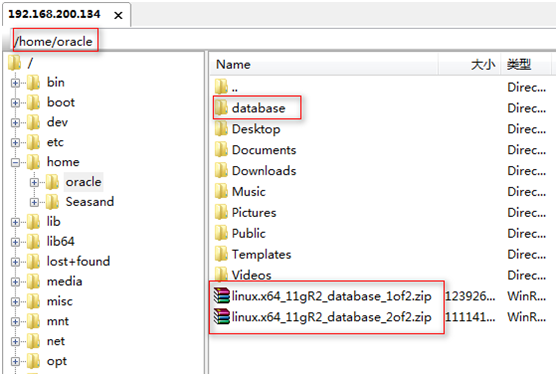 192.168.200.134 ×
/home/oracle
/
bin
boot
dev
etc
home
oracle
Seasand
lib
lib64
lost+found
media
misc
mnt
net
opt
Name 大小 类型
.. Direc...
database Direc...
Desktop Direc...
Documents Direc...
Downloads Direc...
Music Direc...
Pictures Direc...
Public Direc...
Templates Direc...
Videos Direc...
linux.x64_11gR2_database_1of2.zip 123926... WinR...
linux.x64_11gR2_database_2of2.zip 111141... WinR...